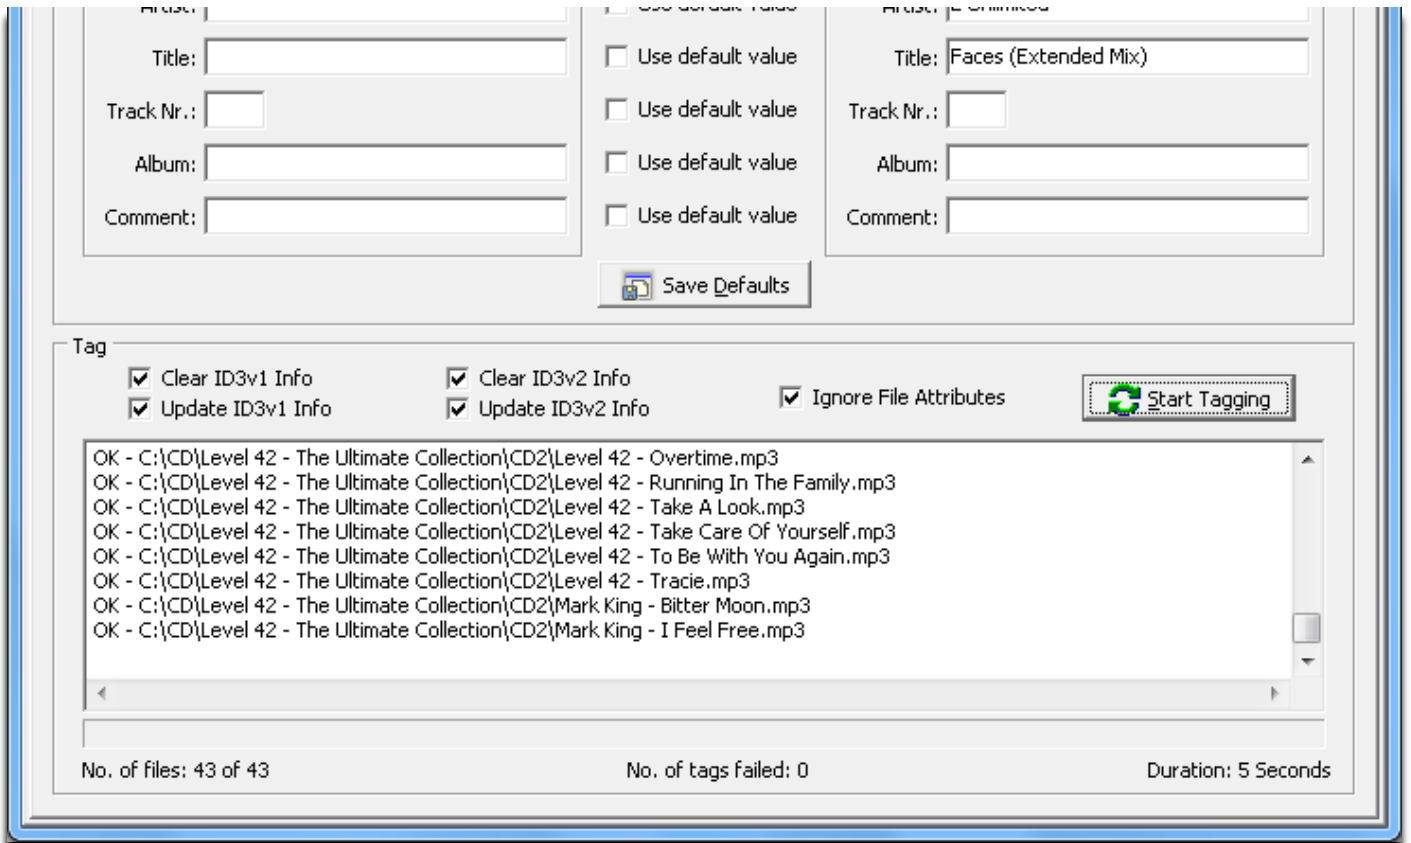 Title: Use default value Title: Faces (Extended Mix)
Track Nr.: Use default value Track Nr.:
Album: Use default value Album:
Comment: Use default value Comment:
Save Defaults
Tag
Clear ID3v1 Info Clear ID3v2 Info
Update ID3v1 Info Update ID3v2 Info Ignore File Attributes Start Tagging
OK - C:\CD\Level 42 - The Ultimate Collection\CD2\Level 42 - Overtime.mp3
OK - C:\CD\Level 42 - The Ultimate Collection\CD2\Level 42 - Running In The Family.mp3
OK - C:\CD\Level 42 - The Ultimate Collection\CD2\Level 42 - Take A Look.mp3
OK - C:\CD\Level 42 - The Ultimate Collection\CD2\Level 42 - Take Care Of Yourself.mp3
OK - C:\CD\Level 42 - The Ultimate Collection\CD2\Level 42 - To Be With You Again.mp3
OK - C:\CD\Level 42 - The Ultimate Collection\CD2\Level 42 - Tracie.mp3
OK - C:\CD\Level 42 - The Ultimate Collection\CD2\Mark King - Bitter Moon.mp3
OK - C:\CD\Level 42 - The Ultimate Collection\CD2\Mark King - I Feel Free.mp3
No. of files: 43 of 43 No. of tags failed: 0 Duration: 5 Seconds